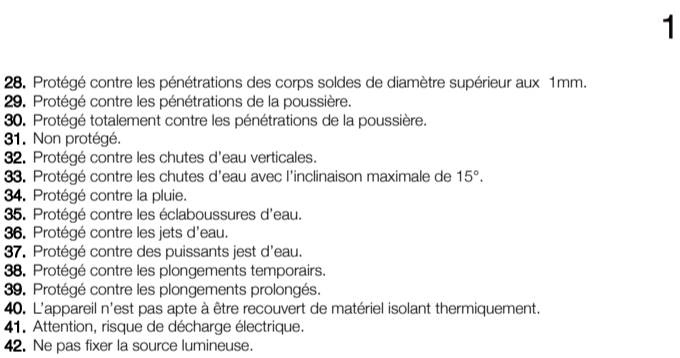 1
28. Protégé contre les pénétrations des corps soldes de diamètre supérieur aux 1mm.
29. Protégé contre les pénétrations de la poussière.
30. Protégé totalement contre les pénétrations de la poussière.
31. Non protégé.
32. Protégé contre les chutes d'eau verticales.
33. Protégé contre les chutes d'eau avec l'inclinaison maximale de 15°.
34. Protégé contre la pluie.
35. Protégé contre les éclaboussures d'eau.
36. Protégé contre les jets d'eau.
37. Protégé contre des puissants jest d'eau.
38. Protégé contre les plongements temporairs.
39. Protégé contre les plongements prolongés.
40. L'appareil n'est pas apte à être recouvert de matériel isolant thermiquement.
41. Attention, risque de décharge électrique.
42. Ne pas fixer la source lumineuse.